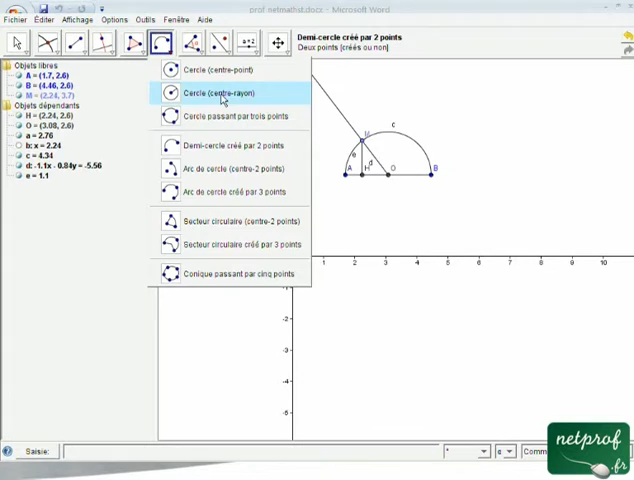 prof netmathist.docx - Microsoft Word
Fichier Éditer Affichage Options Outils Fenêtre Aide
a=2
Demi-cercle créé par 2 points
Deux points [créés ou non]
Objets libres
A = (1.7, 2.6)
B = (4.46, 2.6)
M = (2.24, 3.7)
Objets dépendants
H = (2.24, 2.6)
O = (3.08, 2.6)
a = 2.76
b: x = 2.24
c = 4.34
d: -1.1x - 0.84y = -5.56
e = 1.1
Cercle (centre-point)
Cercle (centre-rayon)
Cercle passant par trois points
Demi-cercle créé par 2 points
Arc de cercle (centre-2 points)
Arc de cercle créé par 3 points
Secteur circulaire (centre-2 points)
Secteur circulaire créé par 3 points
Conique passant par cinq points
c
M
e
d
A H O B
1 2 3 4 5 6 7 8 9 10
-1
-2
-3
-4
-5
-6
Saisie:
* 
Comm
netprof
.fr